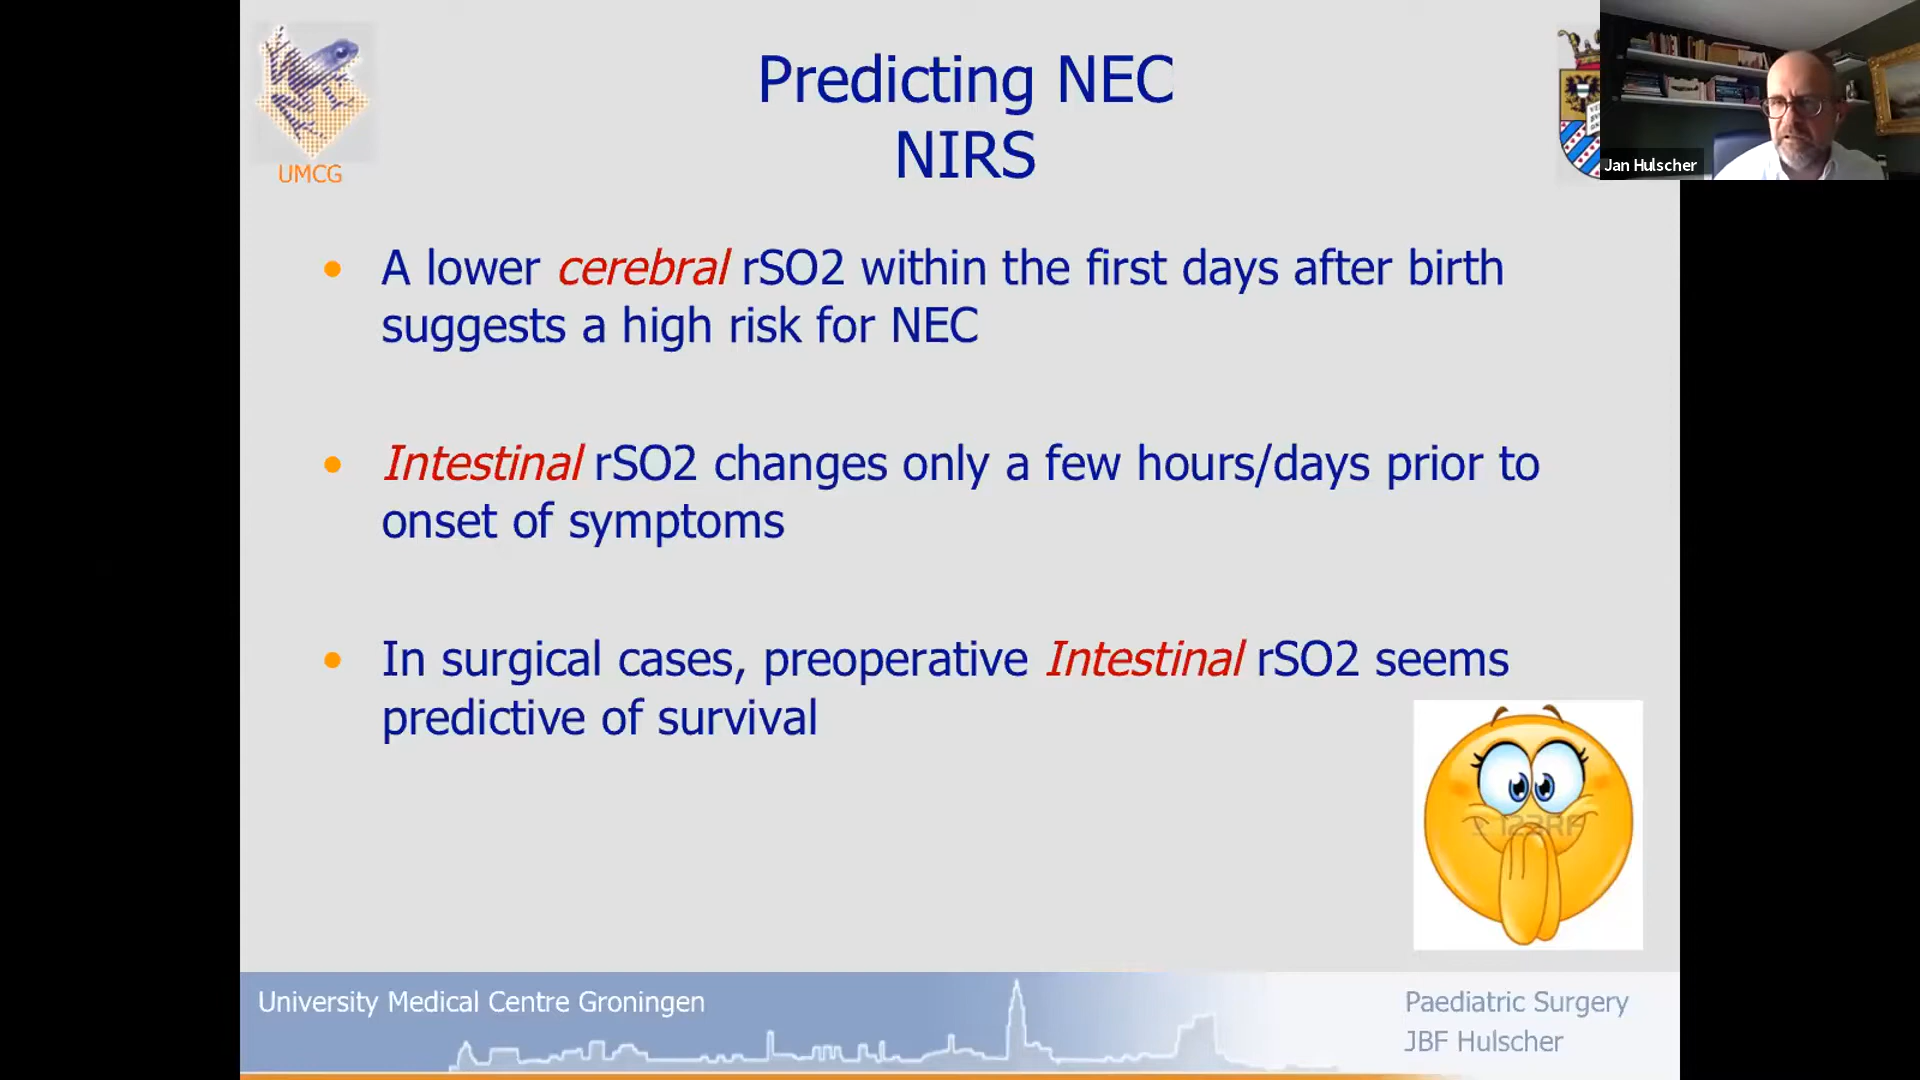 Predicting NEC
NIRS
UMCG
Jan Hulscher
• A lower cerebral rSO2 within the first days after birth
suggests a high risk for NEC
• Intestinal rSO2 changes only a few hours/days prior to
onset of symptoms
• In surgical cases, preoperative Intestinal rSO2 seems
predictive of survival
123RF
University Medical Centre Groningen
Paediatric Surgery
JBF Hulscher